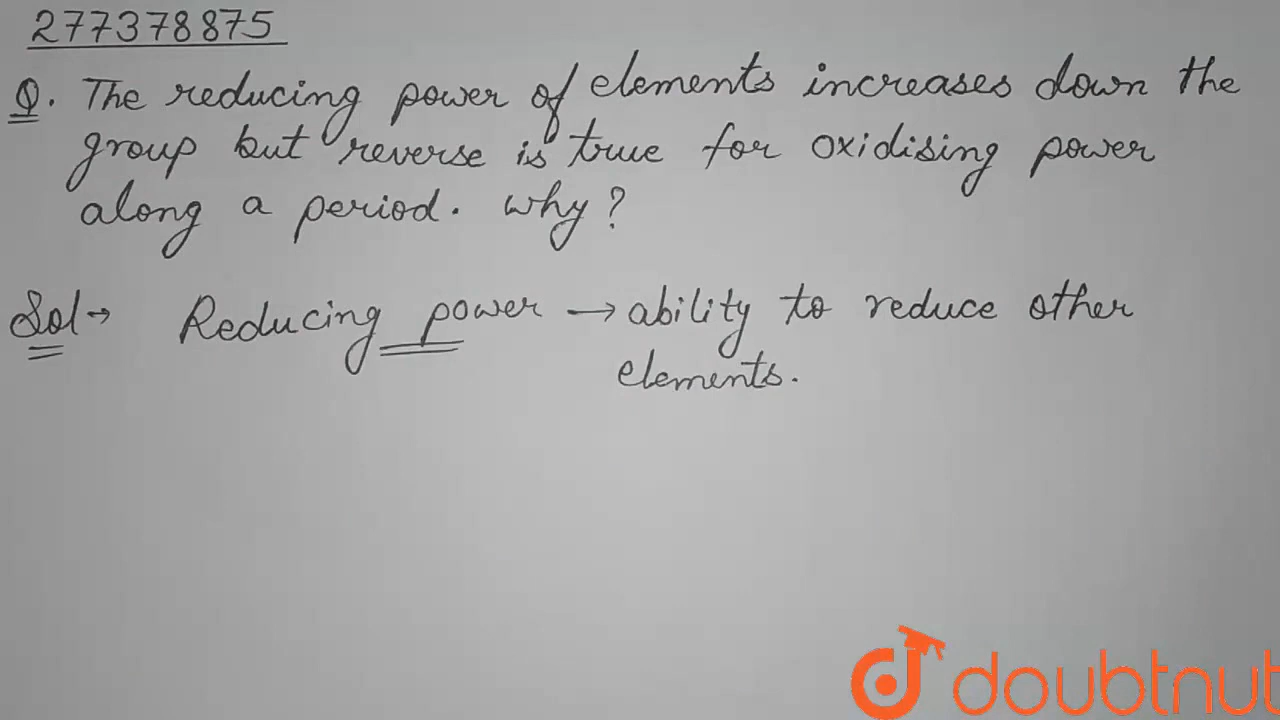 277378875
Q. The reducing power of elements increases down the
group but reverse is true for oxidising power
along a period. why?
Sol → Reducing power → ability to reduce other
elements.
doubtnut